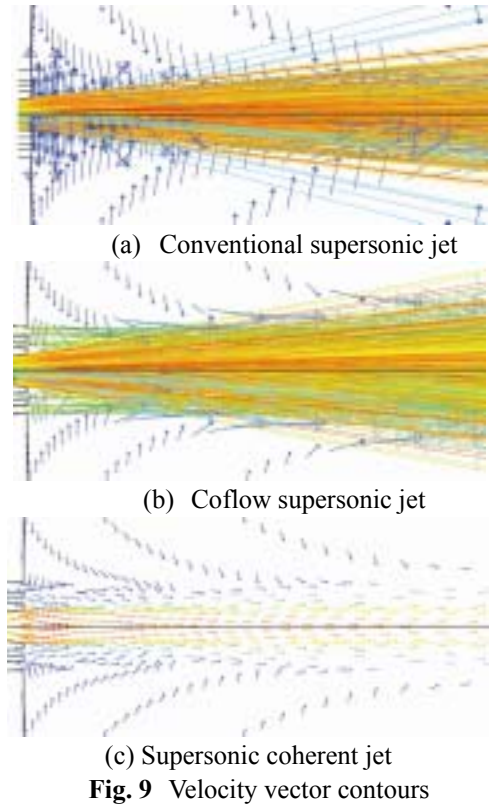 (a) Conventional supersonic jet
(b) Coflow supersonic jet
(c) Supersonic coherent jet
Fig. 9 Velocity vector contours